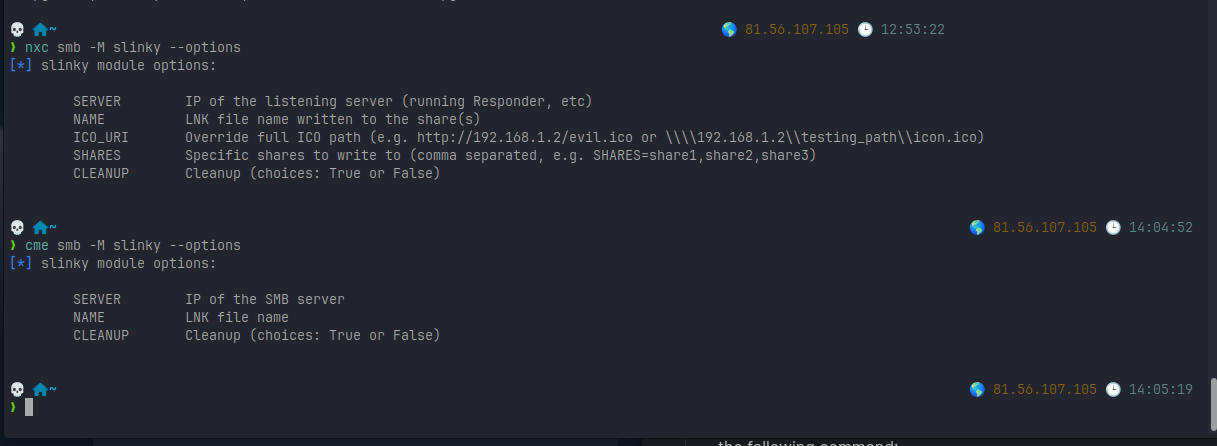 ~ 81.56.107.105 12:53:22
❯ nxc smb -M slinky --options
[*] slinky module options:
SERVER IP of the listening server (running Responder, etc)
NAME LNK file name written to the share(s)
ICO_URI Override full ICO path (e.g. http://192.168.1.2/evil.ico or \\\\192.168.1.2\\testing_path\\icon.ico)
SHARES Specific shares to write to (comma separated, e.g. SHARES=share1,share2,share3)
CLEANUP Cleanup (choices: True or False)
~ 81.56.107.105 14:04:52
❯ cme smb -M slinky --options
[*] slinky module options:
SERVER IP of the SMB server
NAME LNK file name
CLEANUP Cleanup (choices: True or False)
~ 81.56.107.105 14:05:19
❯
the following command: